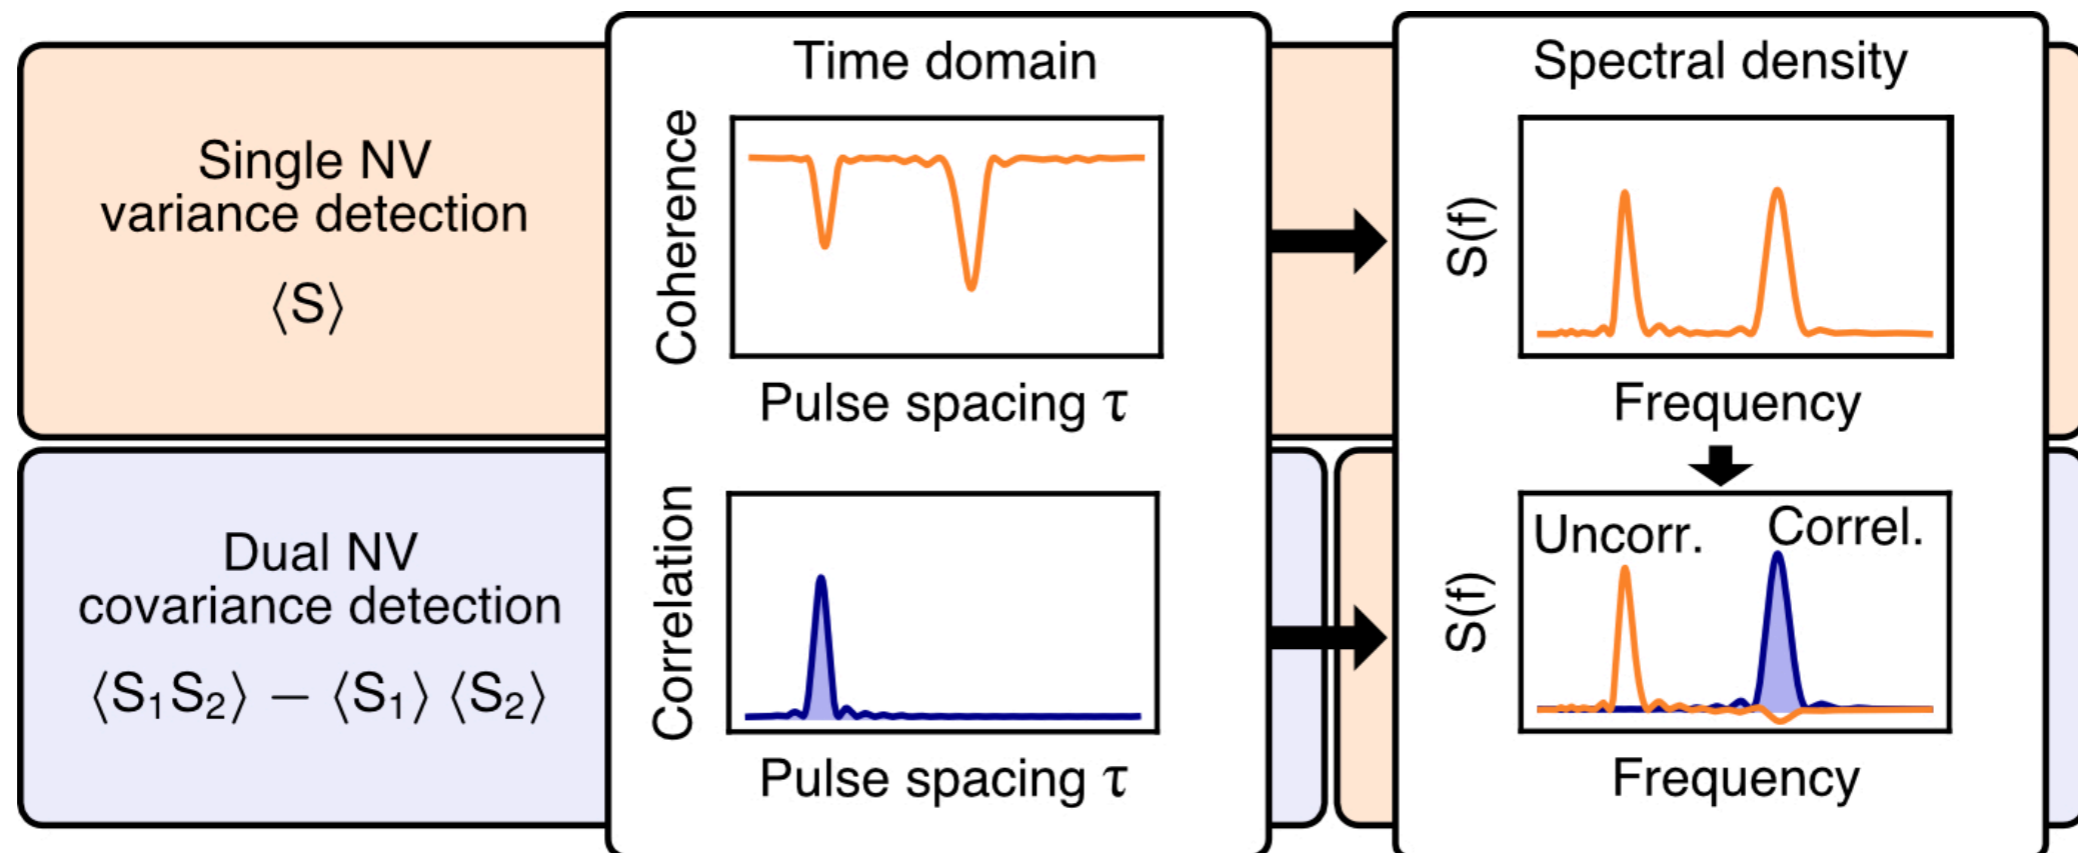 Single NV
variance detection
⟨S⟩
Time domain
Coherence
Pulse spacing τ
Spectral density
S(f)
Frequency
Dual NV
covariance detection
⟨S₁S₂⟩ − ⟨S₁⟩ ⟨S₂⟩
Correlation
Pulse spacing τ
Uncorr.
Correl.
S(f)
Frequency